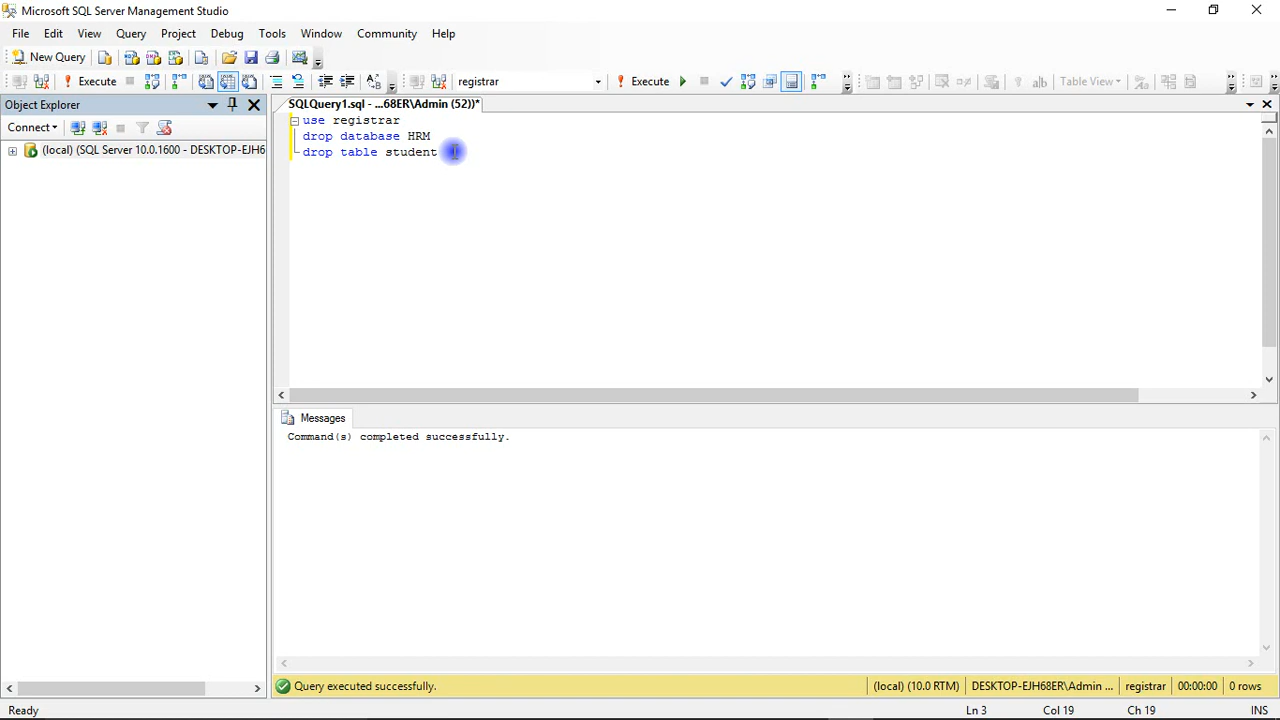 Microsoft SQL Server Management Studio
File Edit View Query Project Debug Tools Window Community Help
New Query
Execute registrar Execute Table View
Object Explorer
SQLQuery1.sql - ...68ER\Admin (52))*
Connect
(local) (SQL Server 10.0.1600 - DESKTOP-EJH6
use registrar
drop database HRM
drop table student
Messages
Command(s) completed successfully.
Query executed successfully. (local) (10.0 RTM) DESKTOP-EJH68ER\Admin ... registrar 00:00:00 0 rows
Ready Ln 3 Col 19 Ch 19 INS